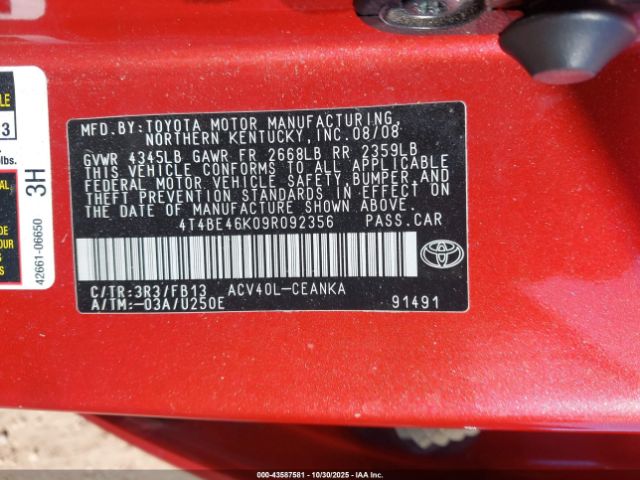 MFD.BY:TOYOTA MOTOR MANUFACTURING,
NORTHERN KENTUCKY, INC.08/08
GVWR 4345LB GAWR FR 2668LB RR 2359LB
THIS VEHICLE CONFORMS TO ALL APPLICABLE
FEDERAL MOTOR VEHICLE SAFETY, BUMPER, AND
THEFT PREVENTION STANDARDS IN EFFECT ON
THE DATE OF MANUFACTURE SHOWN ABOVE.
4T4BE46K09R092356 PASS.CAR
C/TR:3R3/FB13 ACV40L-CEANKA
A/TM:-03A/U250E 91491
TOYOTA
3
lbs.
3H
42661-06650
000-43587581 - 10/30/2025 - IAA Inc.